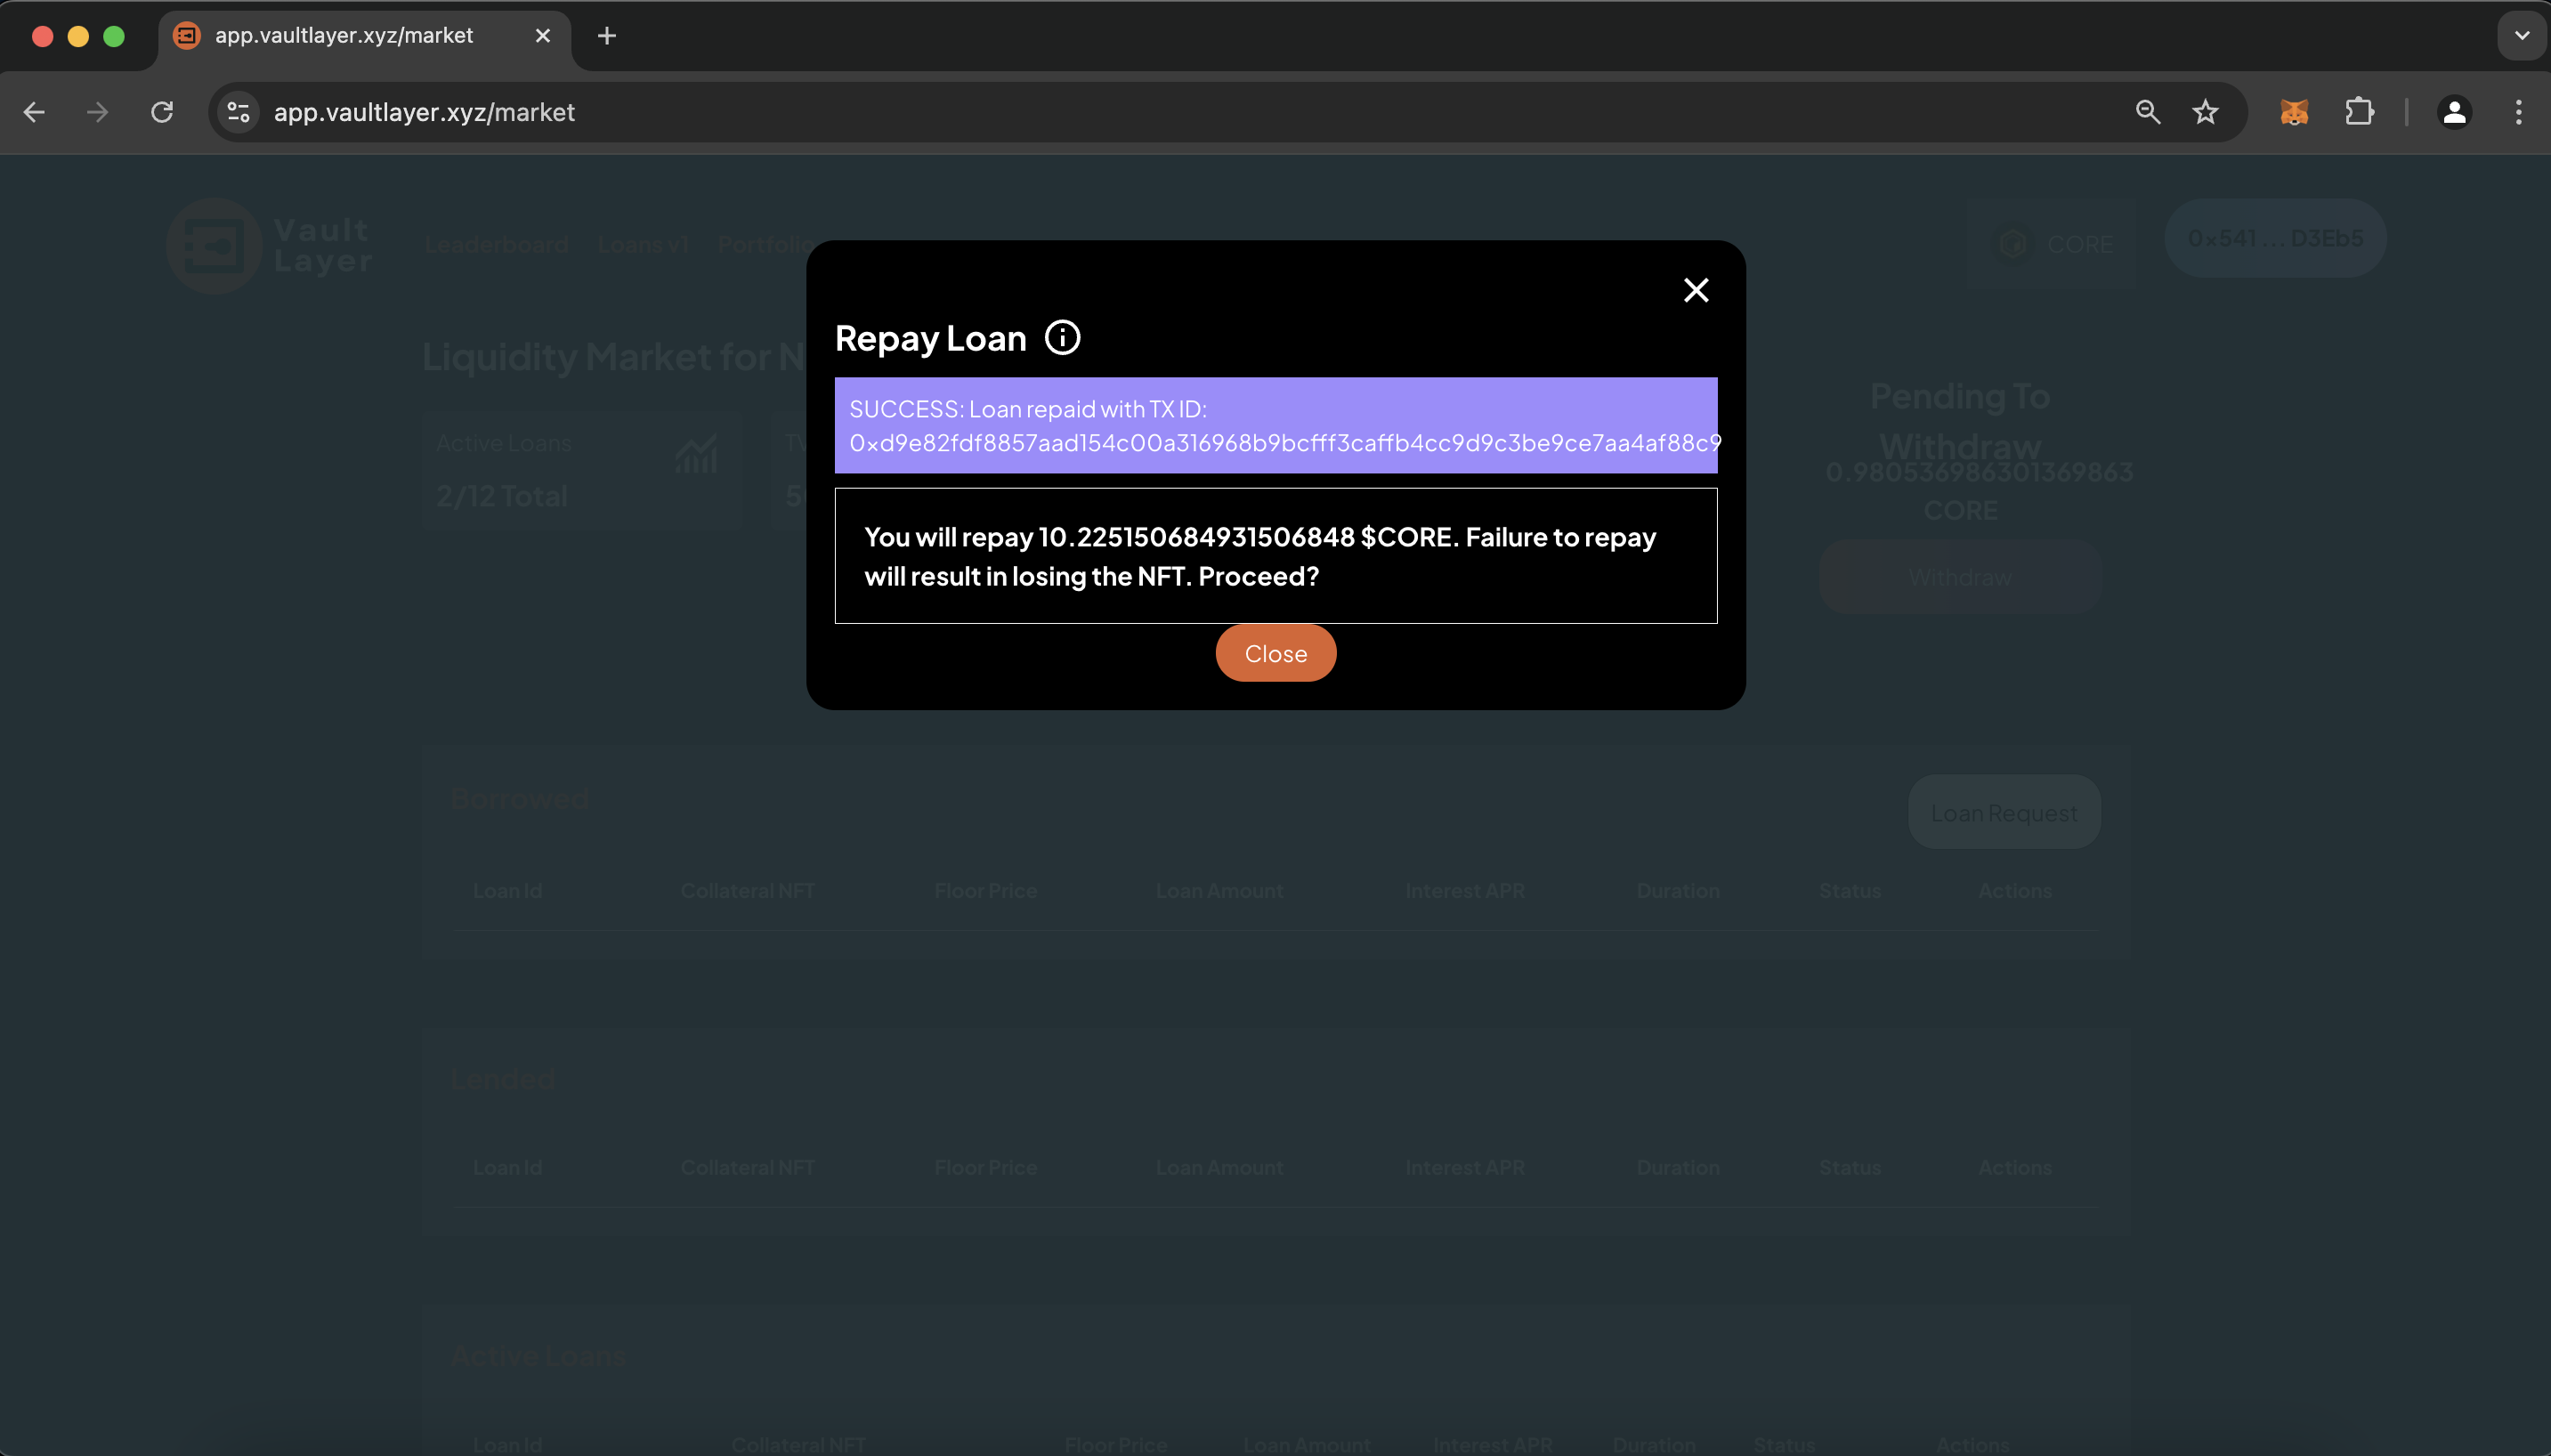 app.vaultlayer.xyz/market
app.vaultlayer.xyz/market
Vault
Layer
Leaderboard
Loans v1
Portfolio
CORE
0x541 ... D3Eb5
Liquidity Market for N
Active Loans
2/12 Total
Repay Loan
SUCCESS: Loan repaid with TX ID:
0xd9e82fdf8857aad154c00a316968b9bcfff3caffb4cc9d9c3be9ce7aa4af88c9
You will repay 10.225150684931506848 $CORE. Failure to repay
will result in losing the NFT. Proceed?
Close
Pending To
Withdraw
0.980536986301369863
CORE
Withdraw
Borrowed
Loan Request
Loan Id Collateral NFT Floor Price Loan Amount Interest APR Duration Status Actions
Lended
Loan Id Collateral NFT Floor Price Loan Amount Interest APR Duration Status Actions
Active Loans
Loan Id Collateral NFT Floor Price Loan Amount Interest APR Duration Status Actions